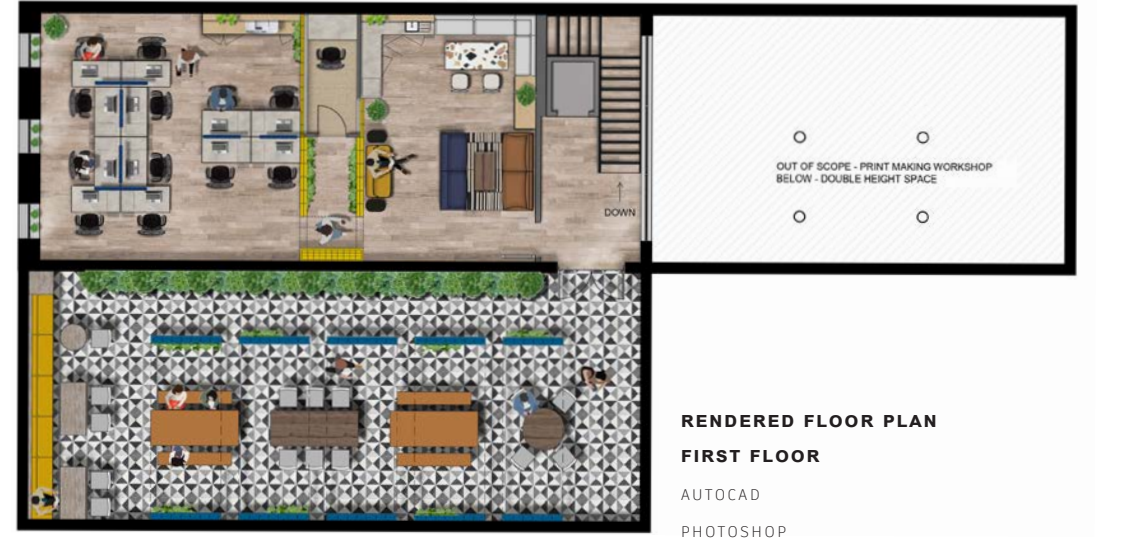 OUT OF SCOPE - PRINT MAKING WORKSHOP
BELOW - DOUBLE HEIGHT SPACE
DOWN
RENDERED FLOOR PLAN
FIRST FLOOR
AUTOCAD
PHOTOSHOP